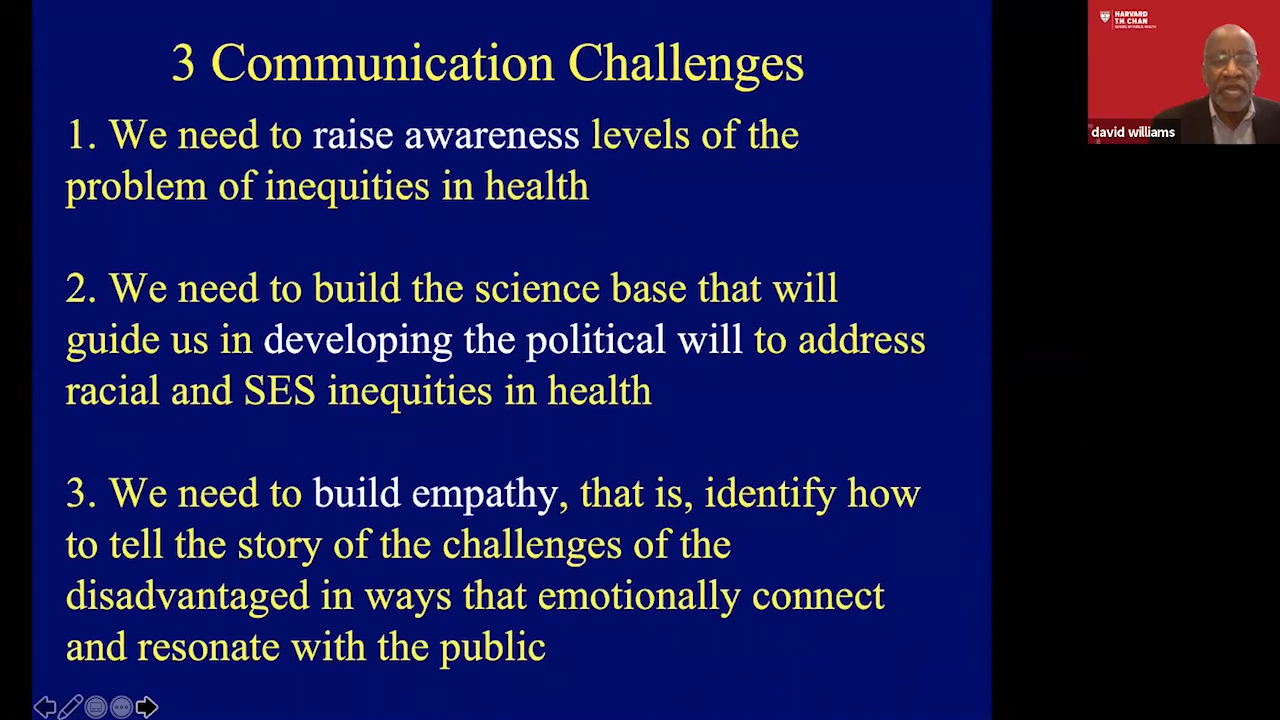 3 Communication Challenges
1. We need to raise awareness levels of the
problem of inequities in health
2. We need to build the science base that will
guide us in developing the political will to address
racial and SES inequities in health
3. We need to build empathy, that is, identify how
to tell the story of the challenges of the
disadvantaged in ways that emotionally connect
and resonate with the public
HARVARD
T.H. CHAN
SCHOOL OF PUBLIC HEALTH
david williams